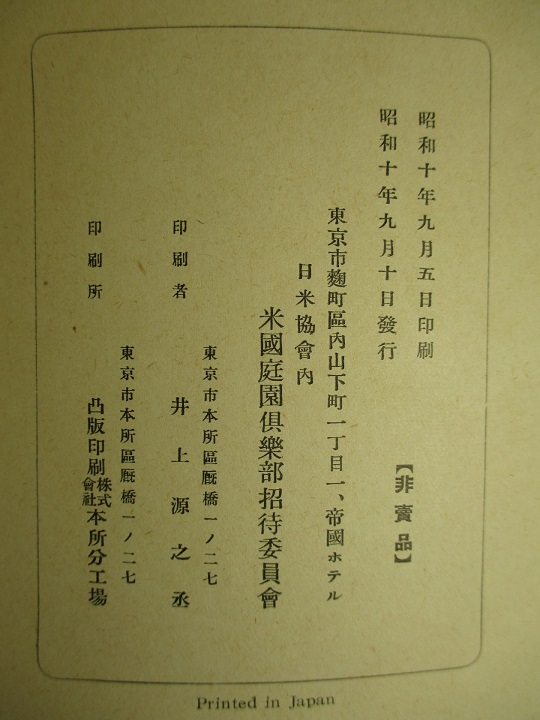 昭和十年九月五日印刷
昭和十年九月十日發行
【非賣品】
東京市麴町區內山下町一丁目一、帝國ホテル
日米協會內
米國庭園俱樂部招待委員會
東京市本所區厩橋一ノ二七
印刷者 井上源之丞
東京市本所區厩橋一ノ二七
印刷所 凸版印刷株式會社本所分工場
Printed in Japan